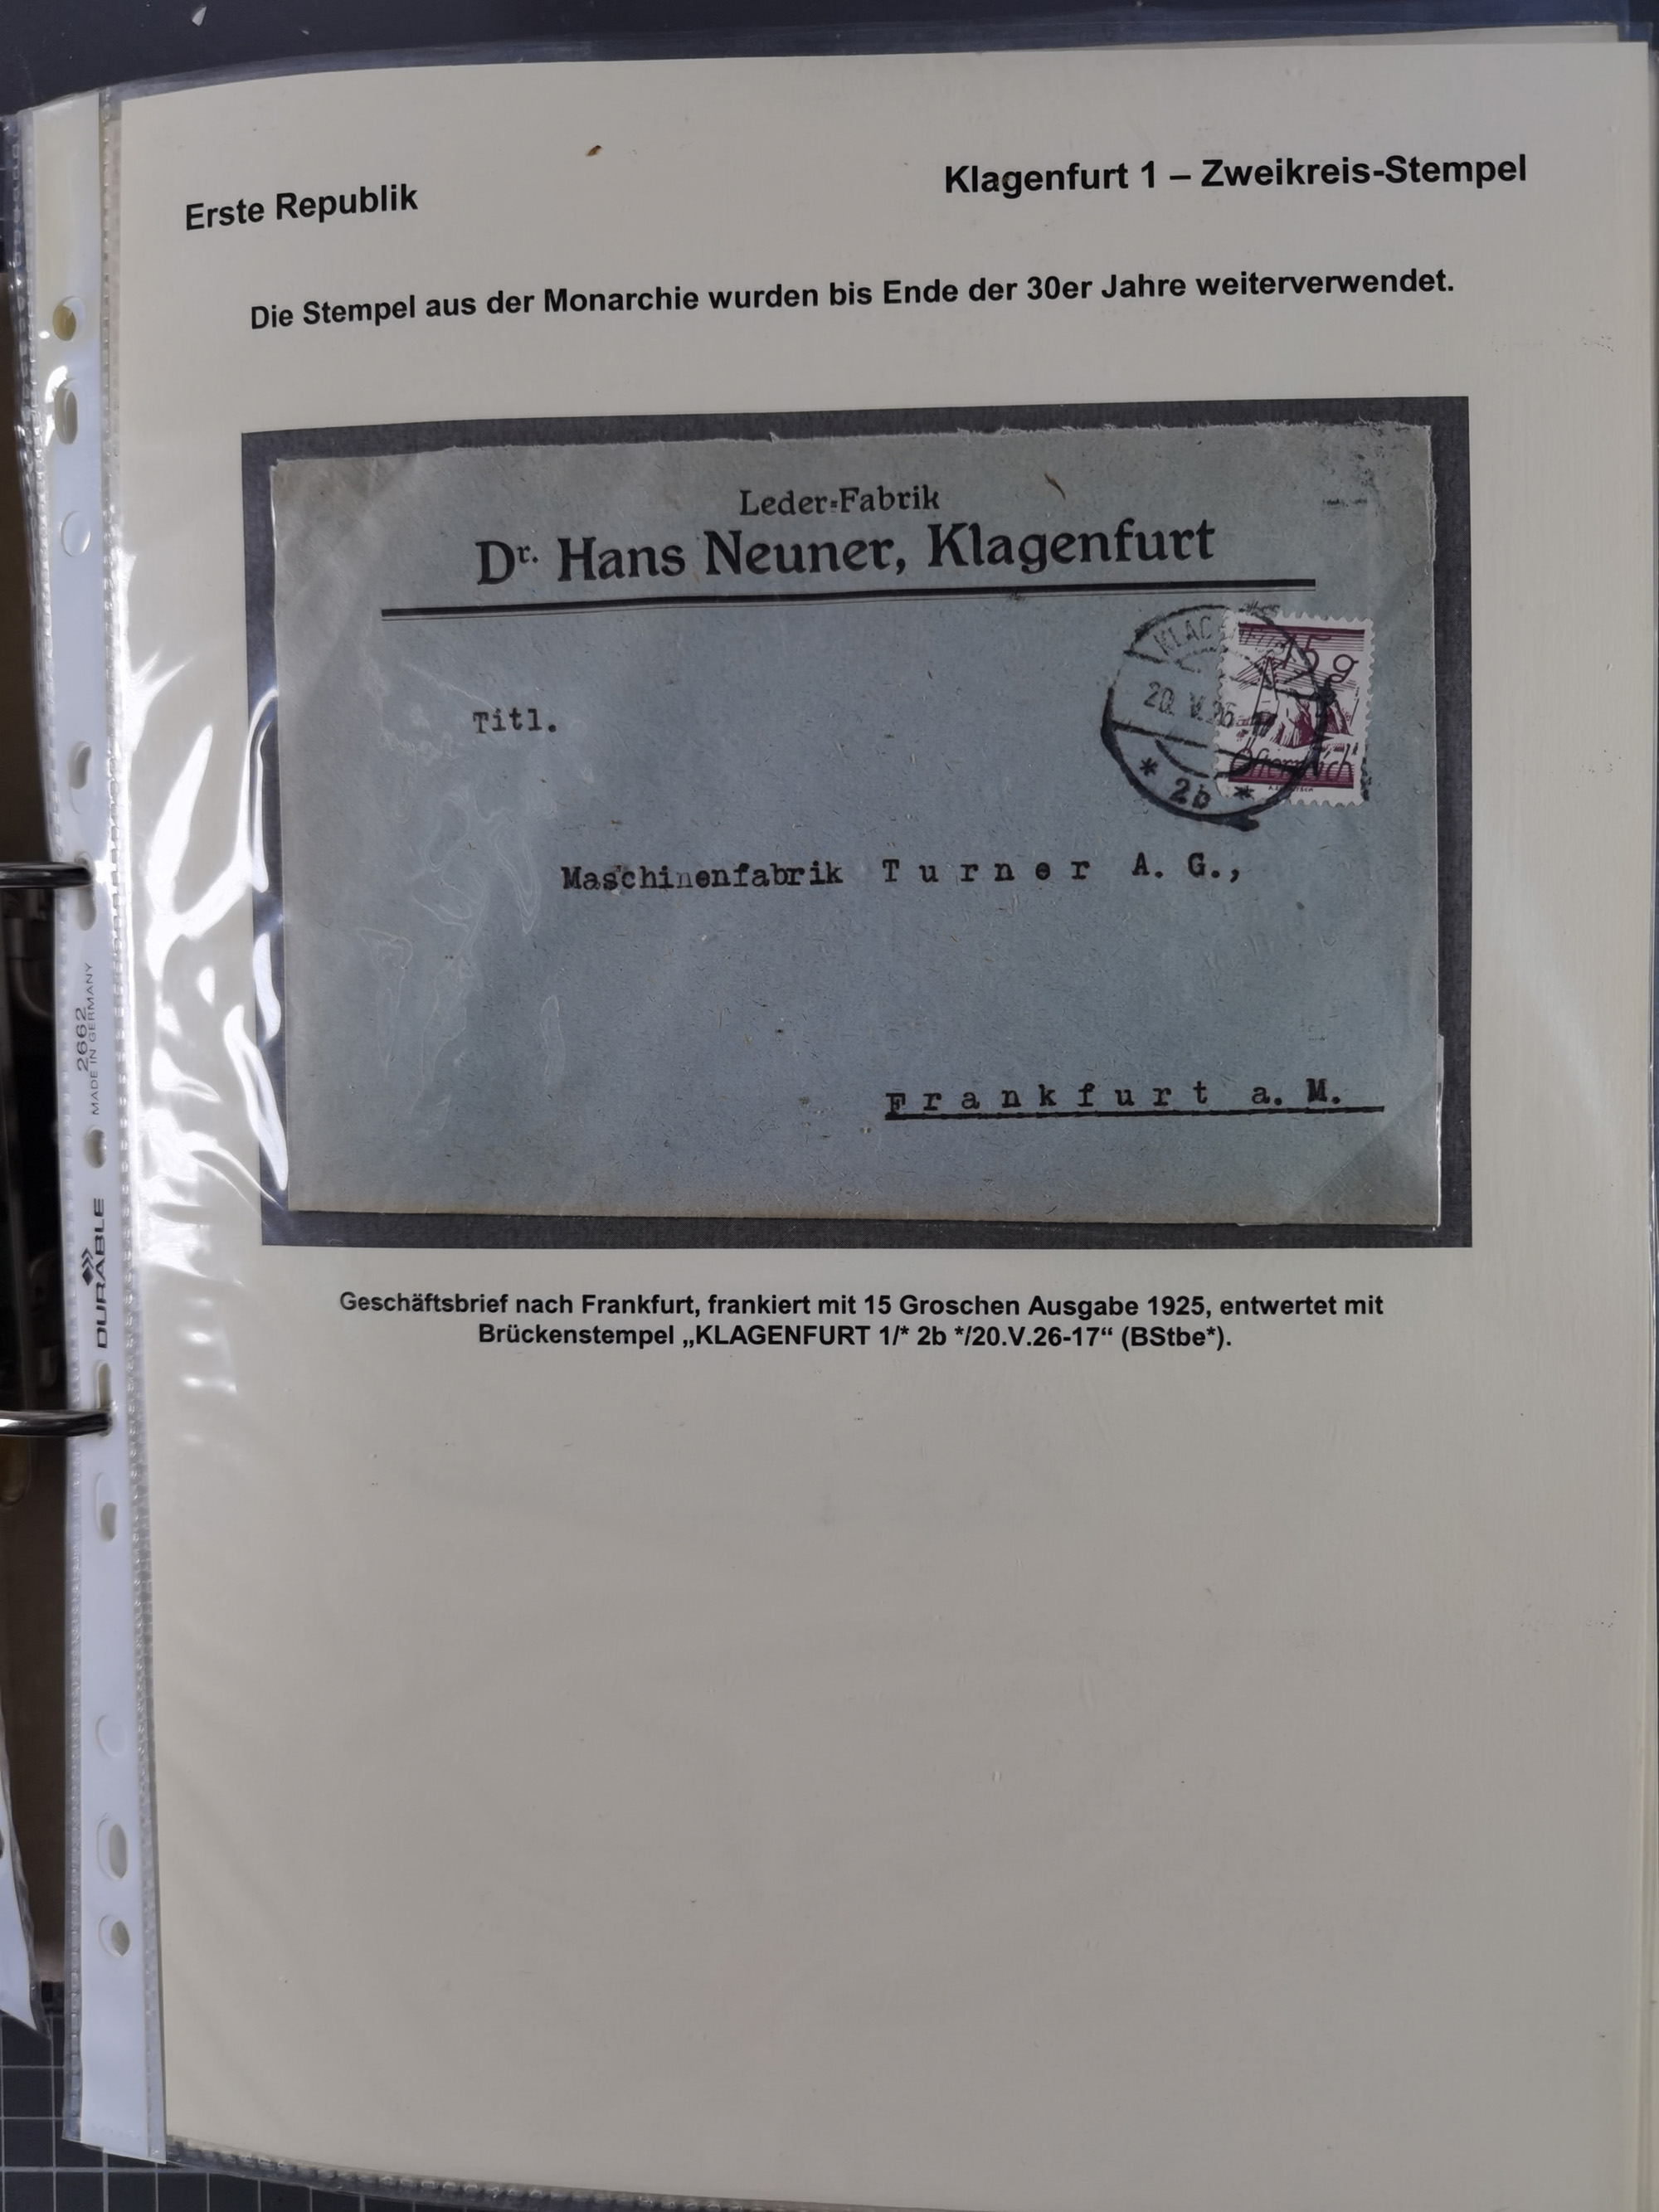 Erste Republik
Klagenfurt 1 – Zweikreis-Stempel
Die Stempel aus der Monarchie wurden bis Ende der 30er Jahre weiterverwendet.
Leder-Fabrik
Dr. Hans Neuner, Klagenfurt
15 g
20. V. 26
Österreich
* 2b *
Titl.
Maschinenfabrik Turner A. G.,
Frankfurt a. M.
Geschäftsbrief nach Frankfurt, frankiert mit 15 Groschen Ausgabe 1925, entwertet mit
Brückenstempel „KLAGENFURT 1/* 2b */20.V.26-17“ (BStbe*).
2662
MADE IN GERMANY
DURABLE